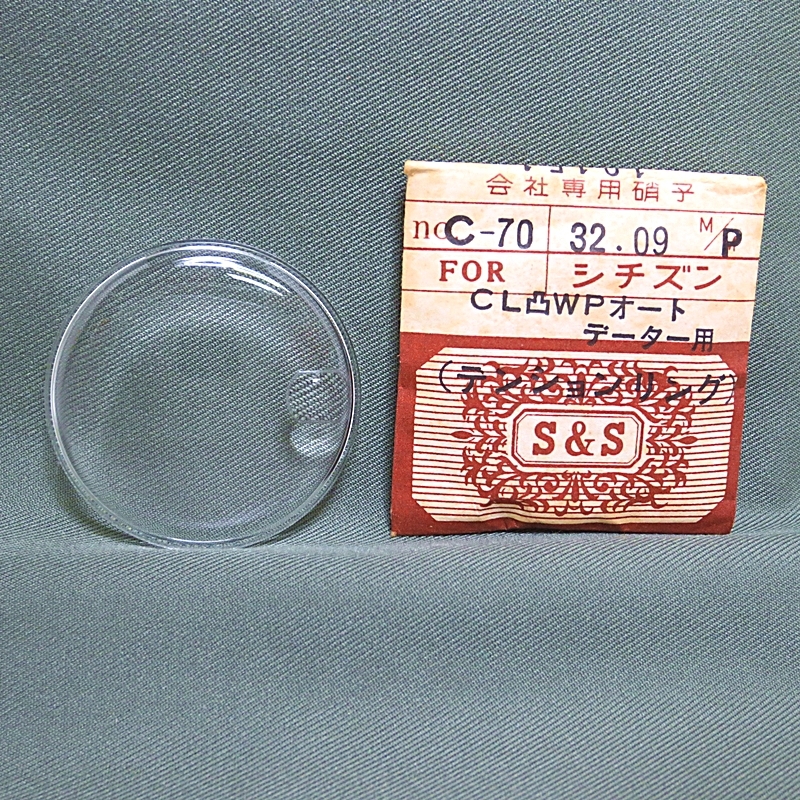 会社専用硝子
no C-70 32.09 M/P
FOR シチズン
CL凸WPオート
データー用
(テンションリング)
S&S